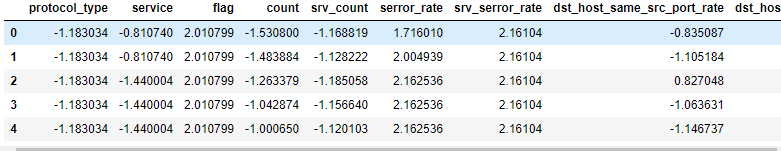 protocol_type service flag count srv_count serror_rate srv_serror_rate dst_host_same_src_port_rate dst_hos
0 -1.183034 -0.810740 2.010799 -1.530800 -1.168819 1.716010 2.16104 -0.835087
1 -1.183034 -0.810740 2.010799 -1.483884 -1.128222 2.004939 2.16104 -1.105184
2 -1.183034 -1.440004 2.010799 -1.263379 -1.185058 2.162536 2.16104 0.827048
3 -1.183034 -1.440004 2.010799 -1.042874 -1.156640 2.162536 2.16104 -1.063631
4 -1.183034 -1.440004 2.010799 -1.000650 -1.120103 2.162536 2.16104 -1.146737